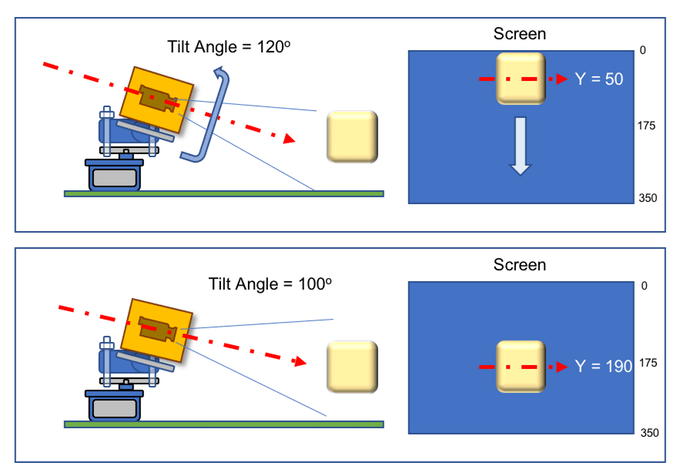 Tilt Angle = 120º
Screen
0
Y = 50
175
350
Tilt Angle = 100º
Screen
0
Y = 190
175
350